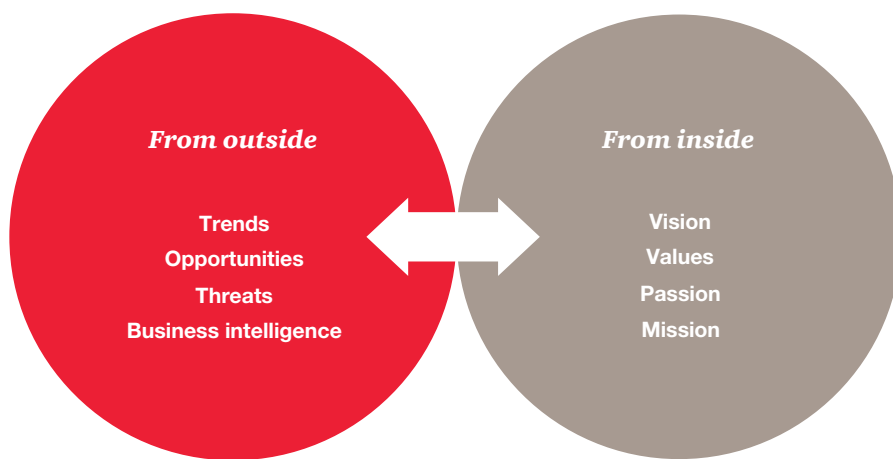 From outside
Trends
Opportunities
Threats
Business intelligence
From inside
Vision
Values
Passion
Mission